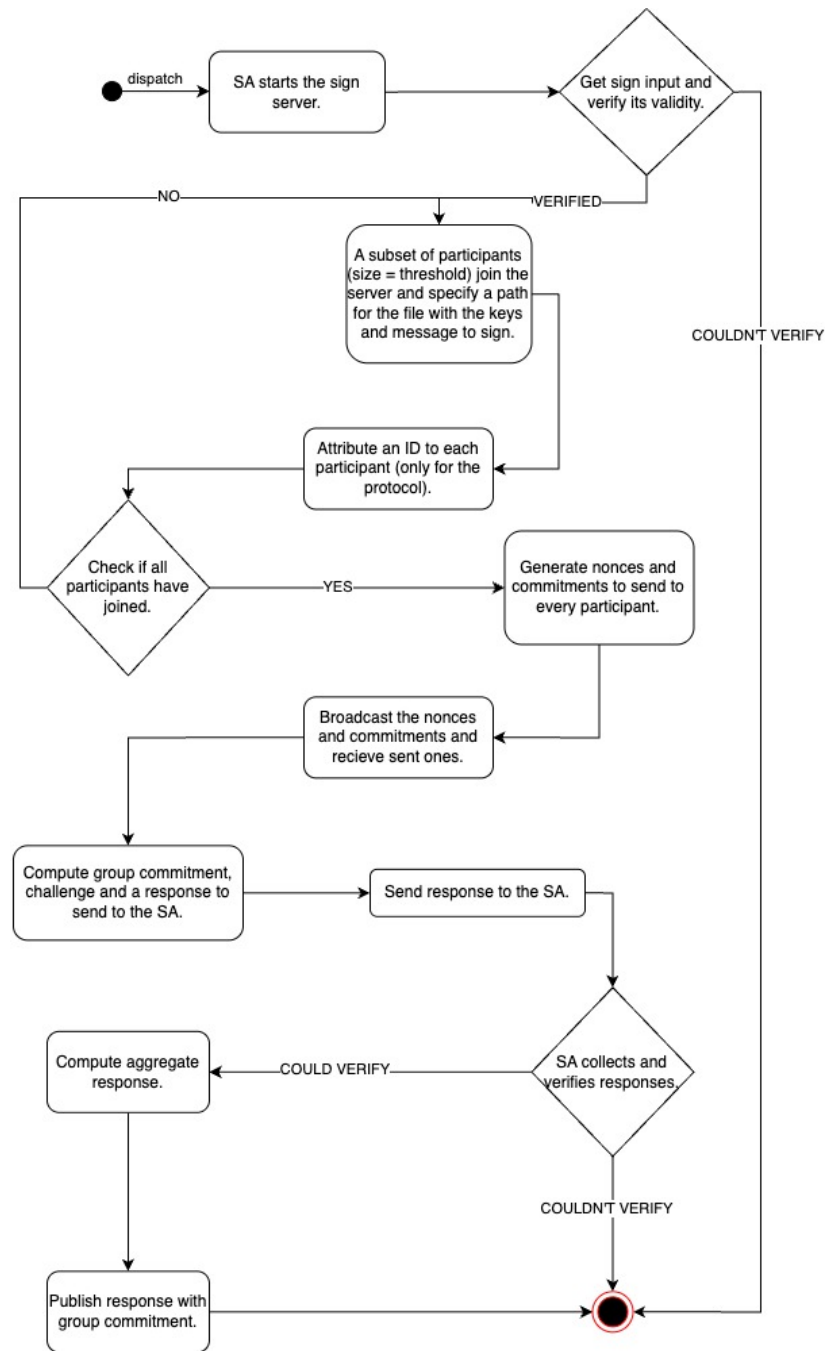 dispatch
SA starts the sign
server.
Get sign input and
verify its validity.
NO
VERIFIED
A subset of participants
(size = threshold) join the
server and specify a path
for the file with the keys
and message to sign.
COULDN'T VERIFY
Attribute an ID to each
participant (only for the
protocol).
Check if all
participants have
joined.
YES
Generate nonces and
commitments to send to
every participant.
Broadcast the nonces
and commitments and
recieve sent ones.
Compute group commitment,
challenge and a response to
send to the SA.
Send response to the SA.
SA collects and
verifies responses.
COULD VERIFY
Compute aggregate
response.
COULDN'T VERIFY
Publish response with
group commitment.